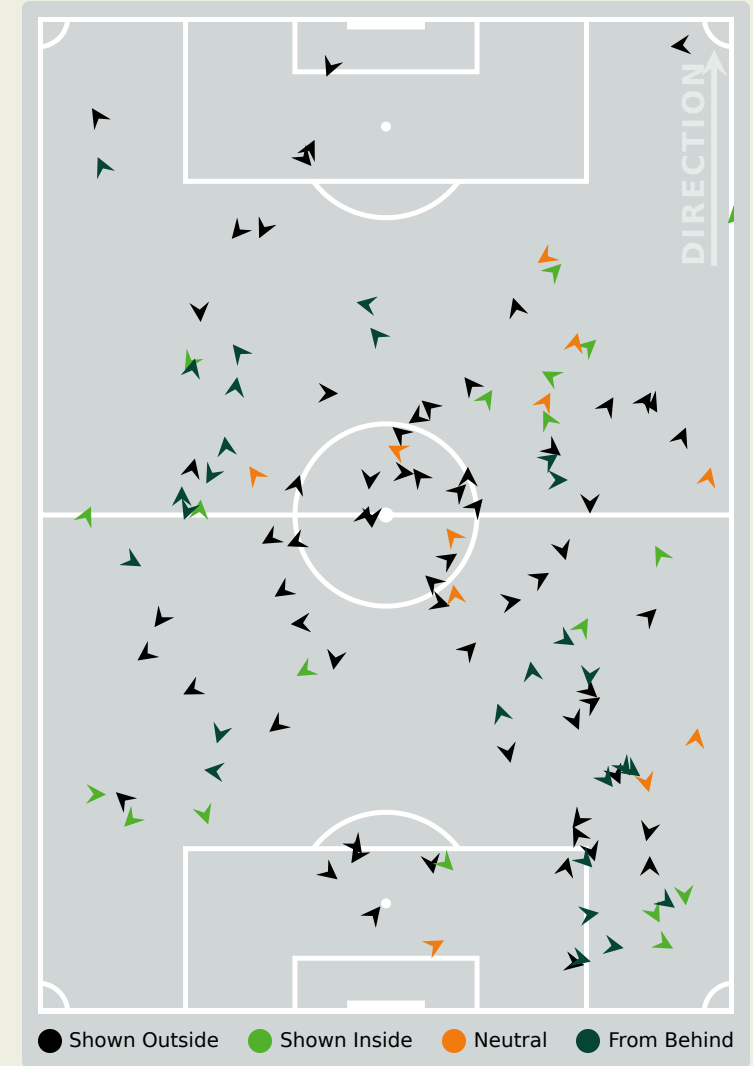 DIRECTION
Shown Outside
Shown Inside
Neutral
From Behind